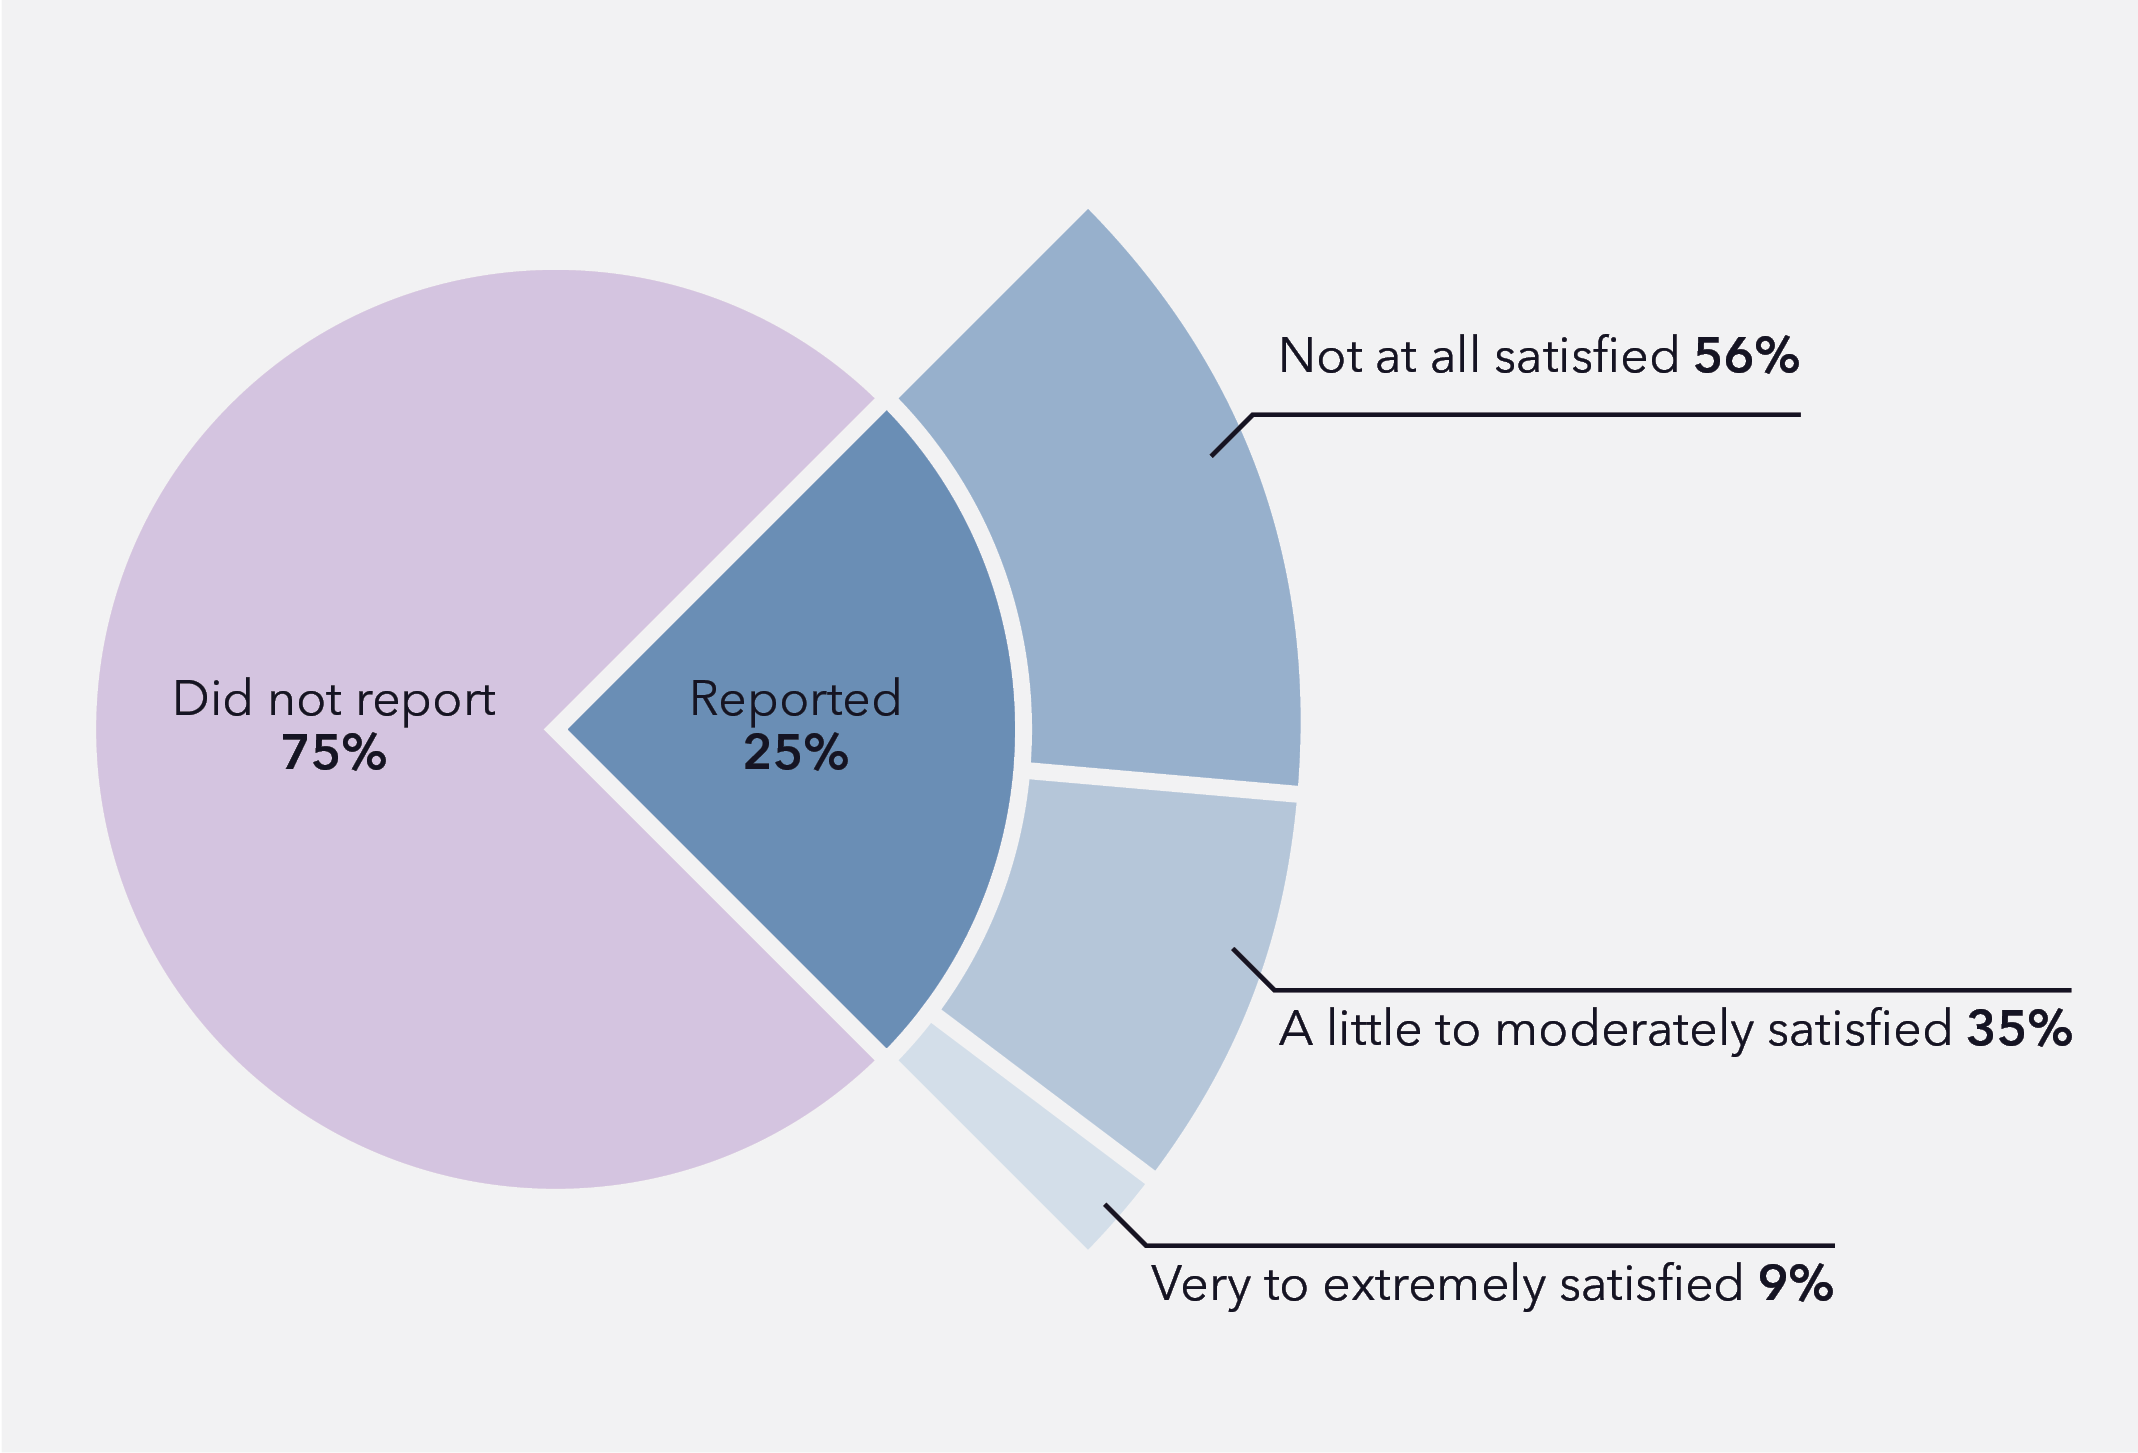 Not at all satisfied 56%
Did not report
75%
Reported
25%
A little to moderately satisfied 35%
Very to extremely satisfied 9%